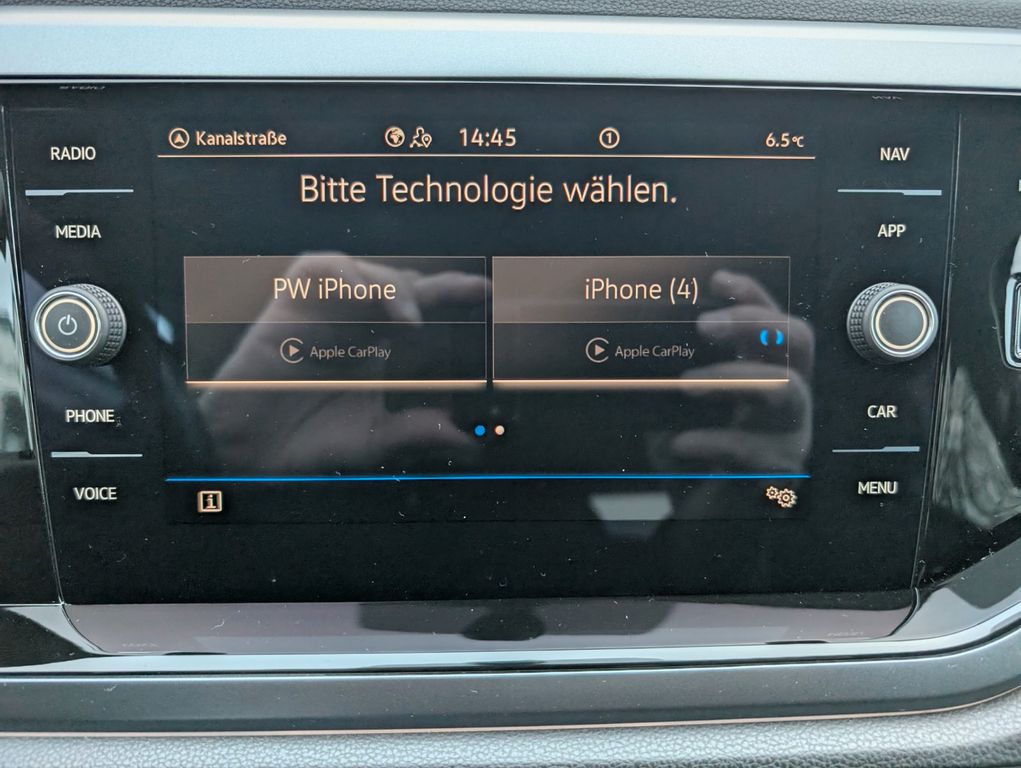 RADIO
MEDIA
PHONE
VOICE
Kanalstraße 14:45 1 6.5°C
Bitte Technologie wählen.
PW iPhone
Apple CarPlay
iPhone (4)
Apple CarPlay
i
NAV
APP
CAR
MENU